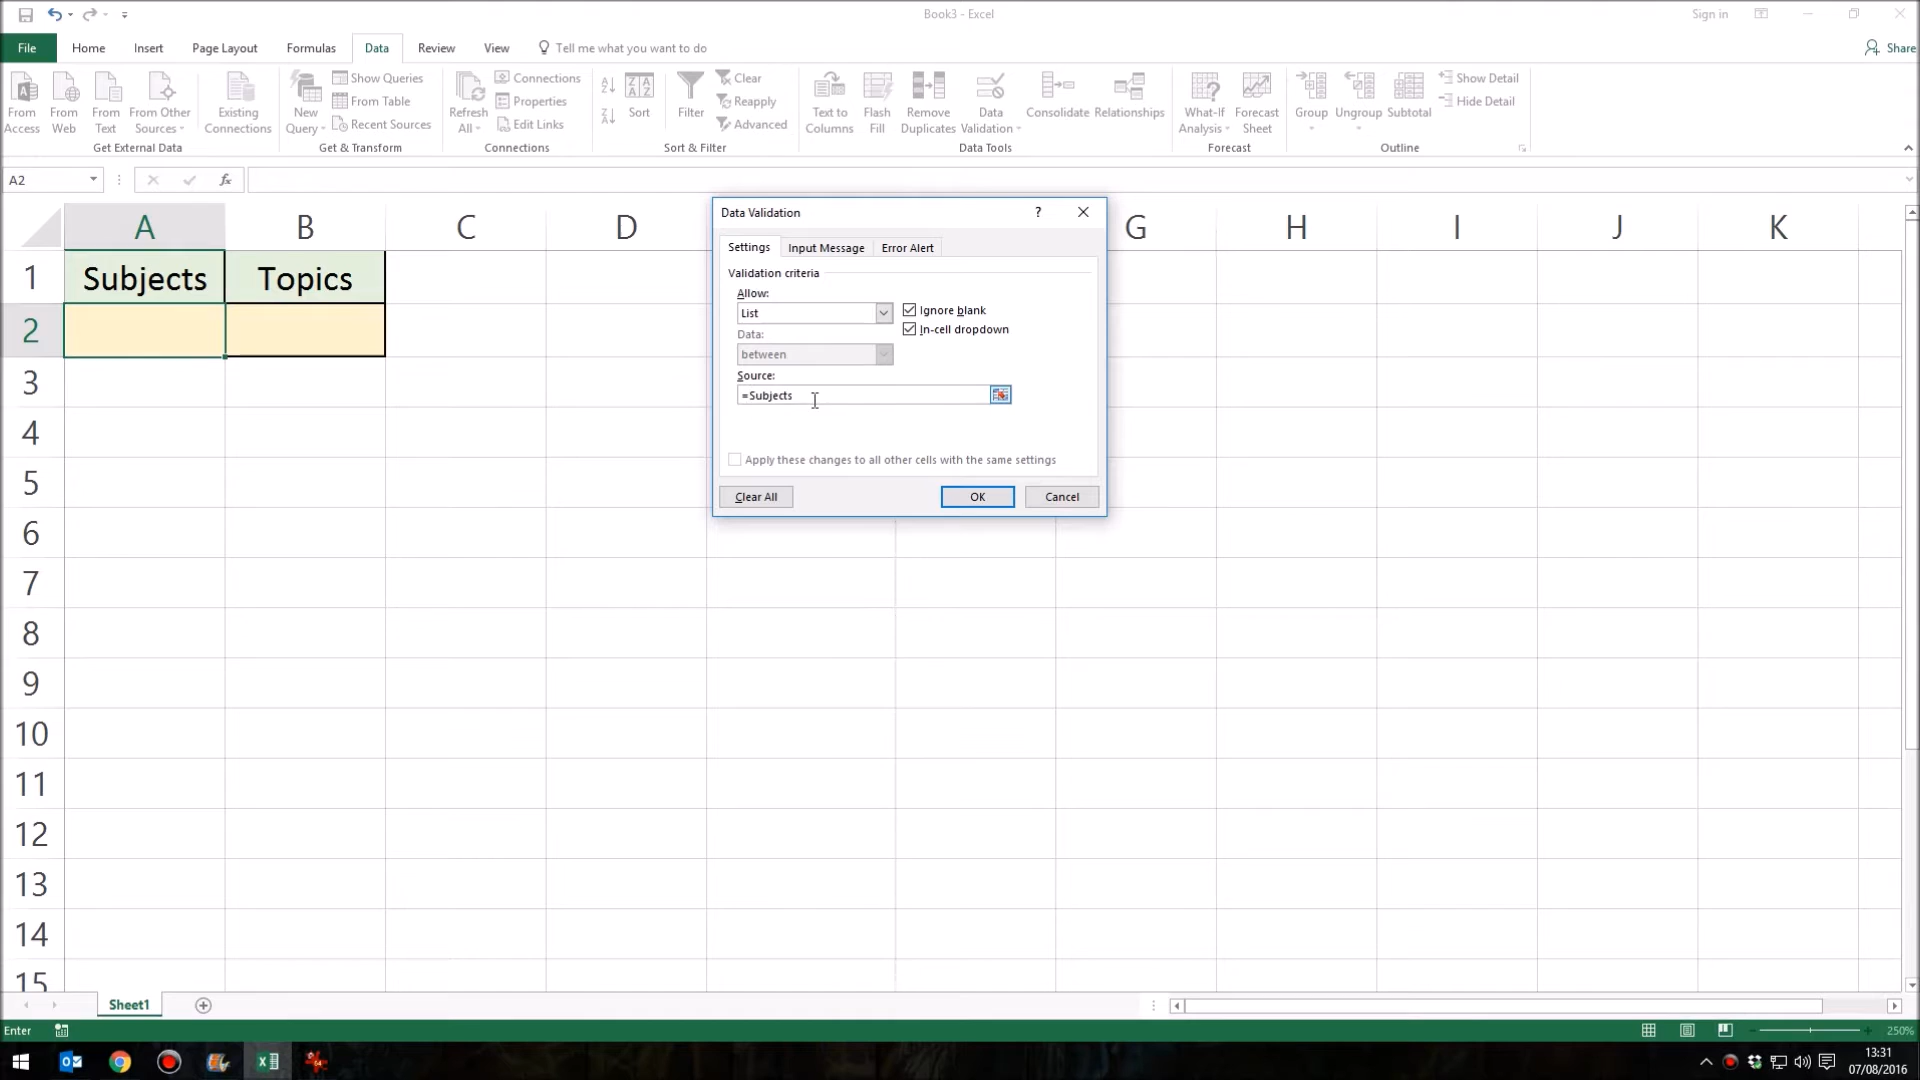 Book3 - Excel
Sign in
File Home Insert Page Layout Formulas Data Review View Tell me what you want to do Share
From Access
From Web
From Text
From Other Sources
Existing Connections
Get External Data
New Query
Show Queries
From Table
Recent Sources
Get & Transform
Refresh All
Connections
Properties
Edit Links
Connections
Sort
Filter
Clear
Reapply
Advanced
Sort & Filter
Text to Columns
Flash Fill
Remove Duplicates
Data Validation
Consolidate
Relationships
Data Tools
What-If Analysis
Forecast Sheet
Forecast
Group
Ungroup
Subtotal
Show Detail
Hide Detail
Outline
A2 fx
A B C D G H I J K
1 Subjects Topics
2
3
4
5
6
7
8
9
10
11
12
13
14
15
Data Validation ?
Settings Input Message Error Alert
Validation criteria
Allow:
List
Ignore blank
In-cell dropdown
Data:
between
Source:
=Subjects
Apply these changes to all other cells with the same settings
Clear All OK Cancel
Sheet1
Enter 250%
13:31
07/08/2016